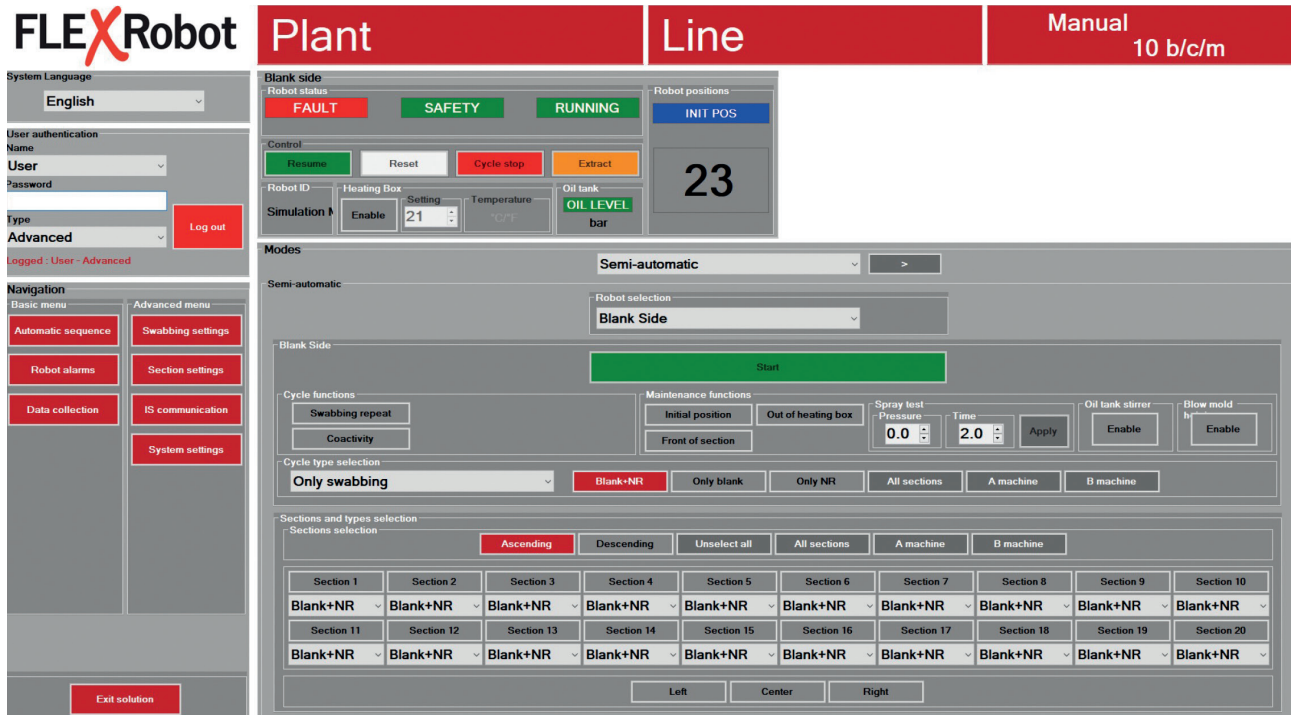 FLEXRobot
Plant
Line
Manual
10 b/c/m
System Language
English
User authentication
Name
User
Password
Type
Advanced
Log out
Logged : User - Advanced
Navigation
Basic menu
Advanced menu
Automatic sequence
Swabbing settings
Robot alarms
Section settings
Data collection
IS communication
System settings
Exit solution
Blank side
Robot status
FAULT
SAFETY
RUNNING
Control
Resume
Reset
Cycle stop
Extract
Robot ID
Simulation M
Heating Box
Enable
Setting
21
Temperature
°C/°F
Oil tank
OIL LEVEL
bar
Robot positions
INIT POS
23
Modes
Semi-automatic
>
Semi-automatic
Robot selection
Blank Side
Blank Side
Start
Cycle functions
Swabbing repeat
Coactivity
Maintenance functions
Initial position
Out of heating box
Front of section
Spray test
Pressure
0.0
Time
2.0
Apply
Oil tank stirrer
Enable
Blow mold
Enable
Cycle type selection
Only swabbing
Blank+NR
Only blank
Only NR
All sections
A machine
B machine
Sections and types selection
Sections selection
Ascending
Descending
Unselect all
All sections
A machine
B machine
Section 1 Section 2 Section 3 Section 4 Section 5 Section 6 Section 7 Section 8 Section 9 Section 10
Blank+NR Blank+NR Blank+NR Blank+NR Blank+NR Blank+NR Blank+NR Blank+NR Blank+NR Blank+NR
Section 11 Section 12 Section 13 Section 14 Section 15 Section 16 Section 17 Section 18 Section 19 Section 20
Blank+NR Blank+NR Blank+NR Blank+NR Blank+NR Blank+NR Blank+NR Blank+NR Blank+NR Blank+NR
Left
Center
Right